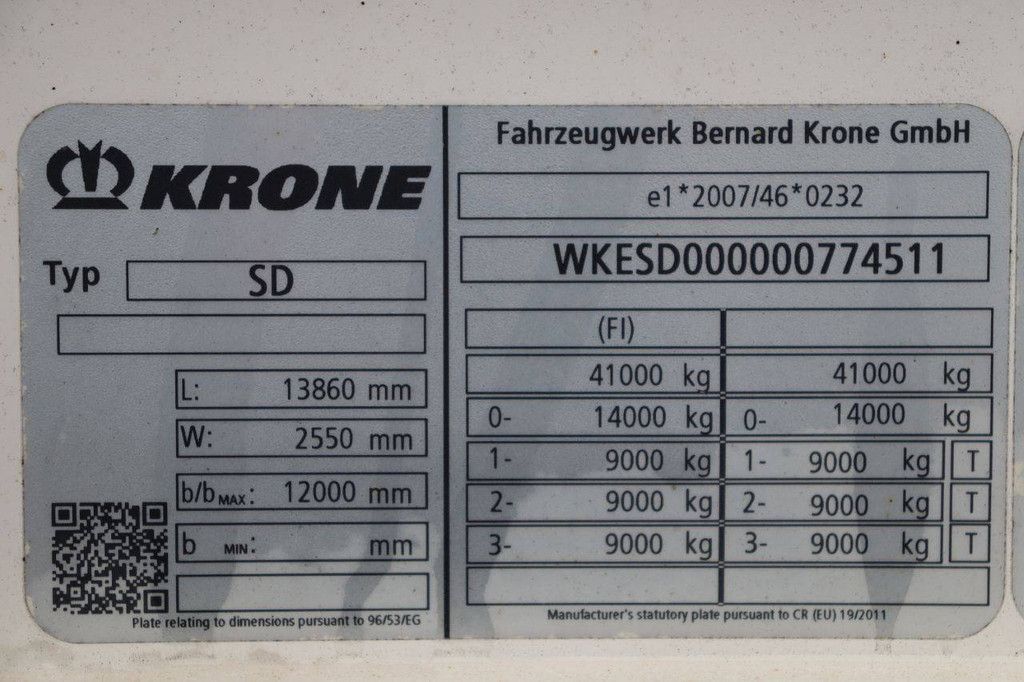 KRONE
Typ SD
L: 13860 mm
W: 2550 mm
b/b MAX: 12000 mm
b MIN: mm
Plate relating to dimensions pursuant to 96/53/EG
Fahrzeugwerk Bernard Krone GmbH
e1*2007/46*0232
WKESD000000774511
(FI)
41000 kg 41000 kg
0- 14000 kg 0- 14000 kg
1- 9000 kg 1- 9000 kg T
2- 9000 kg 2- 9000 kg T
3- 9000 kg 3- 9000 kg T
Manufacturer's statutory plate pursuant to CR (EU) 19/2011